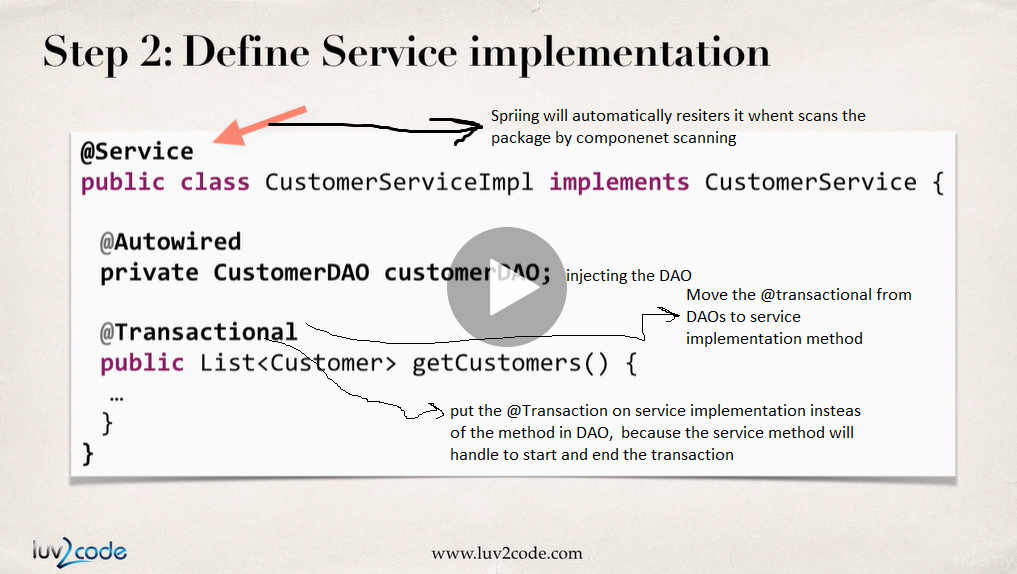 Step 2: Define Service implementation
Spriing will automatically resiters it whent scans the
package by componenet scanning
@Service
public class CustomerServiceImpl implements CustomerService {
@Autowired
private CustomerDAO customerDAO;
injecting the DAO
Move the @transactional from
DAOs to service
implementation method
@Transactional
public List<Customer> getCustomers() {
…
}
put the @Transaction on service implementation insteas
of the method in DAO, because the service method will
handle to start and end the transaction
}
luv2code
www.luv2code.com
udemy